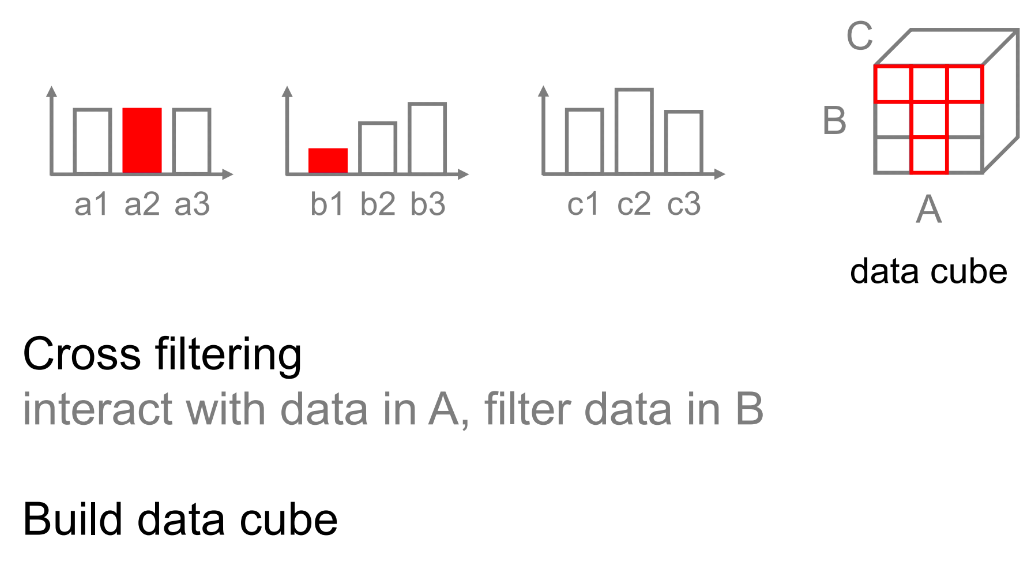 C
B
A
a1 a2 a3
b1 b2 b3
c1 c2 c3
data cube
Cross filtering
interact with data in A, filter data in B
Build data cube